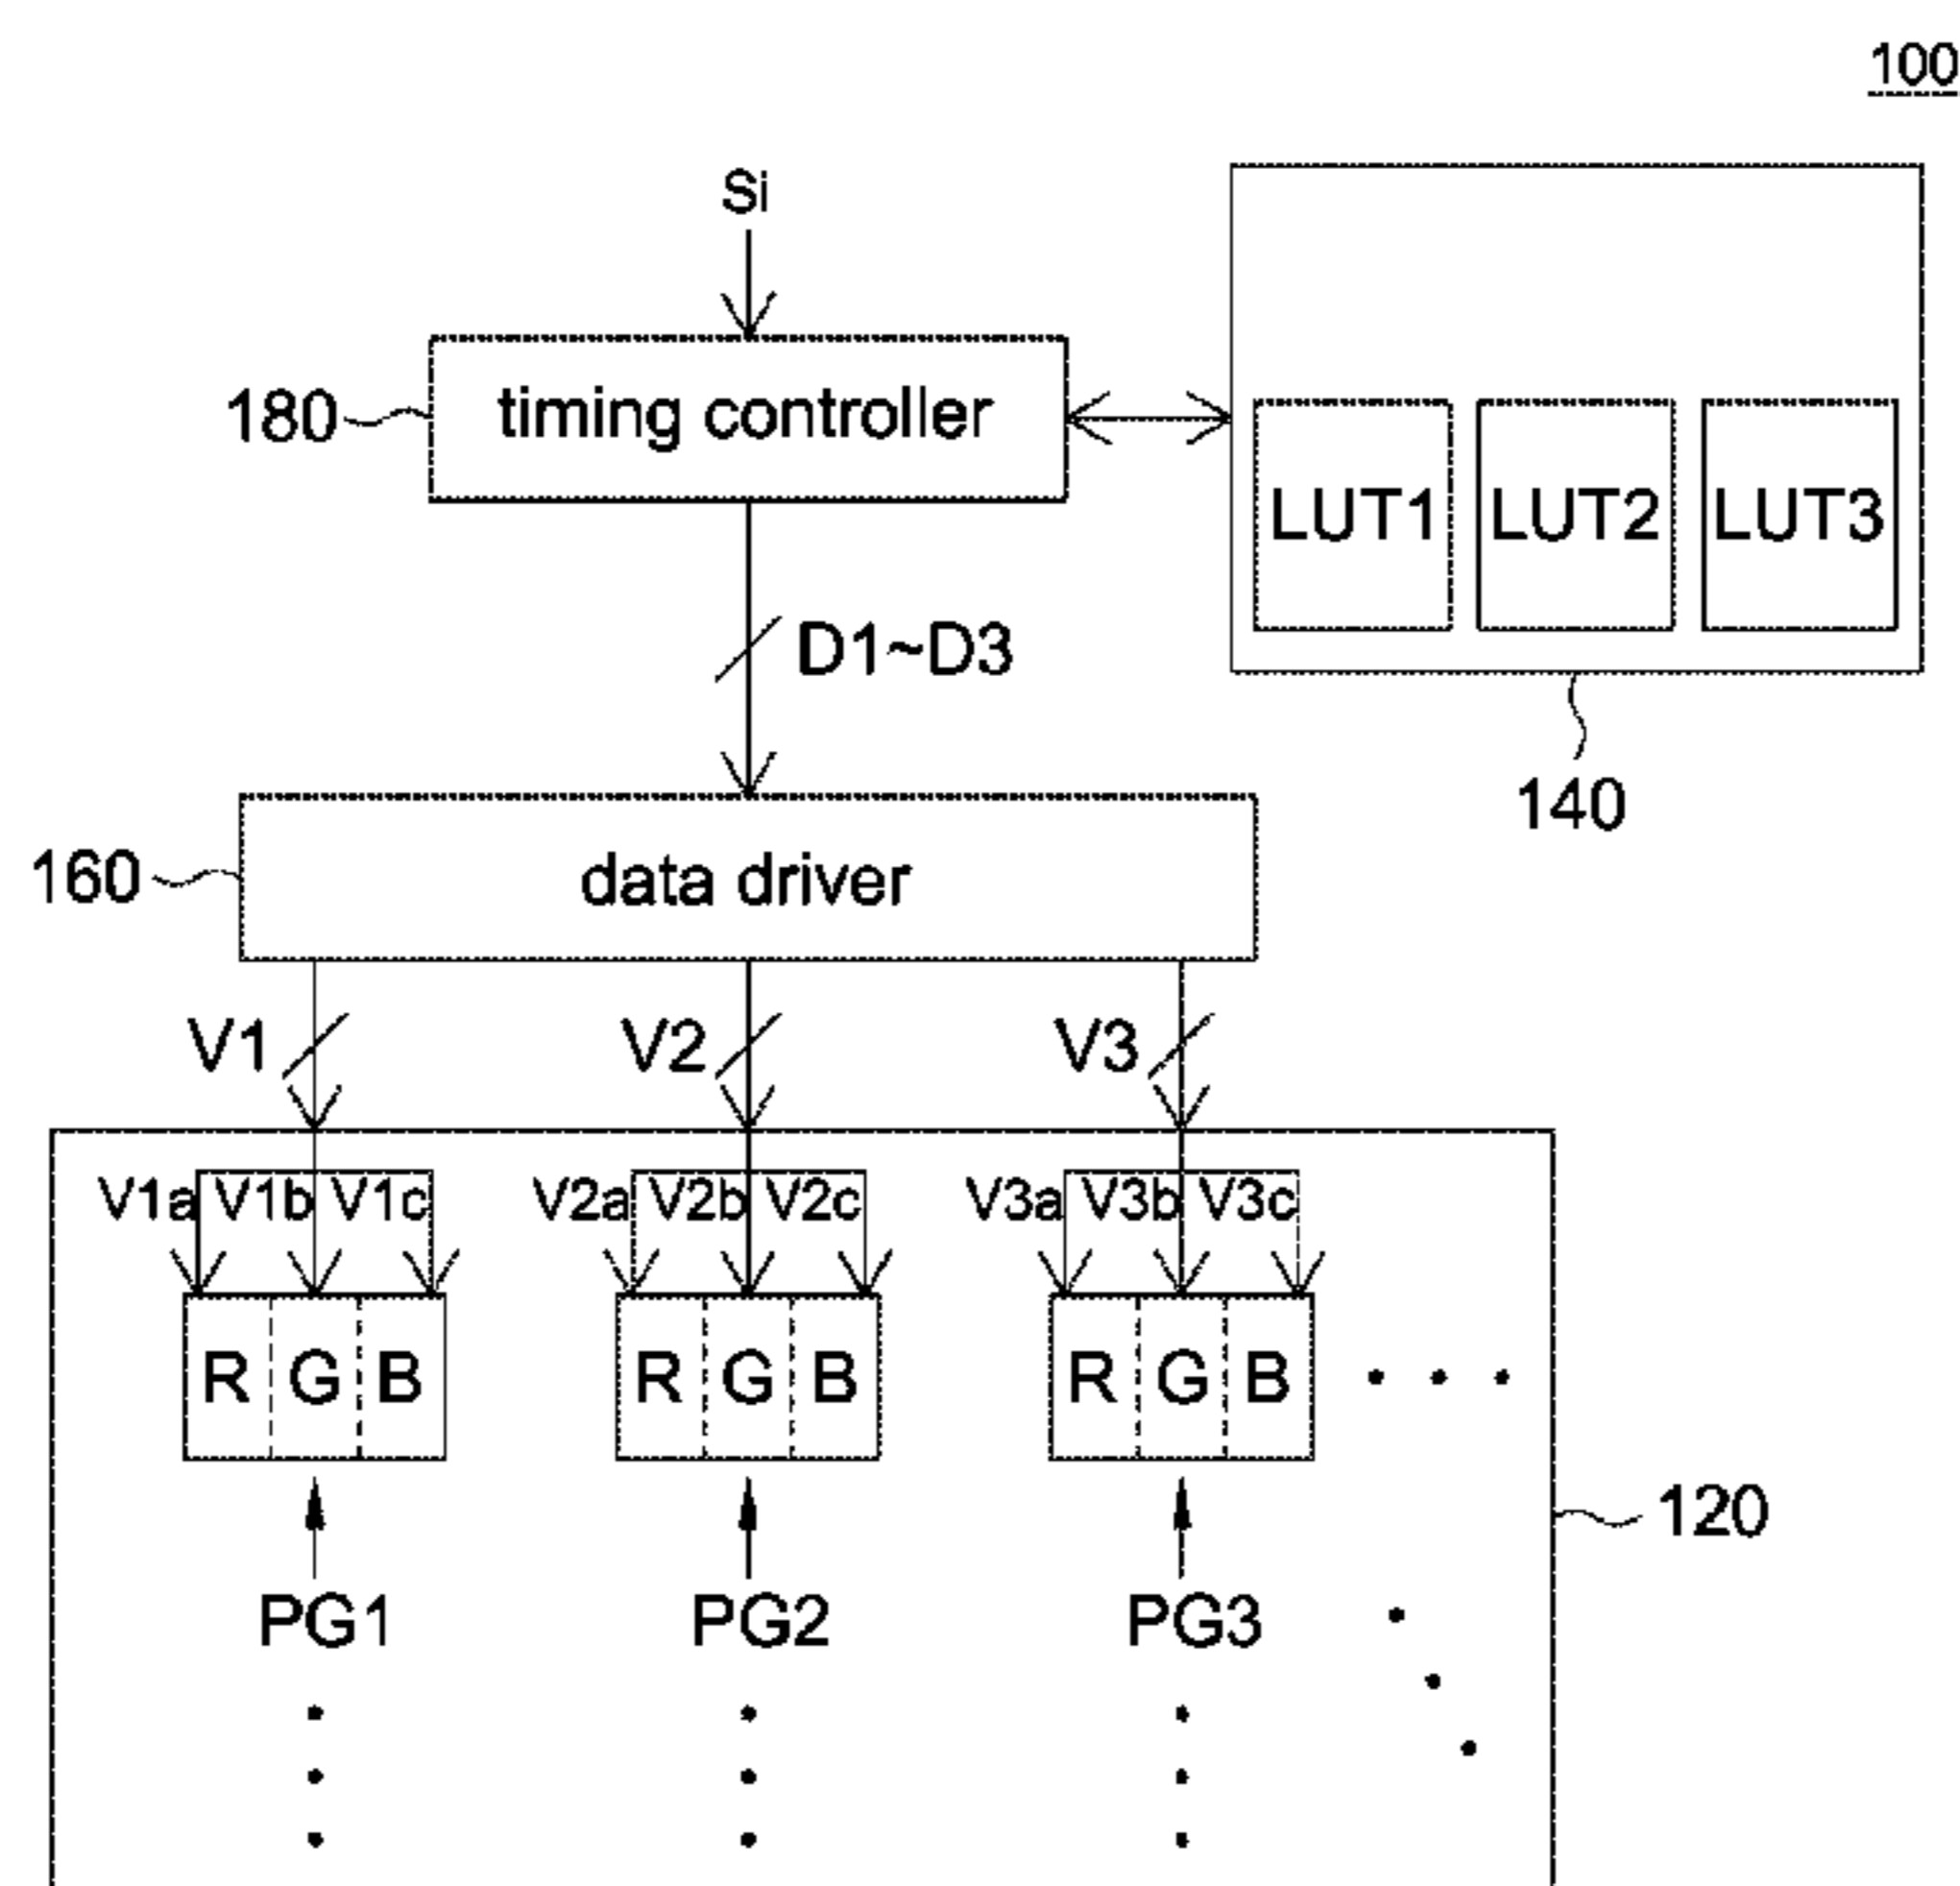 100
Si
180 timing controller
LUT1 LUT2 LUT3
D1~D3
140
160 data driver
V1 V2 V3
V1a V1b V1c V2a V2b V2c V3a V3b V3c
R G B R G B R G B
120
PG1 PG2 PG3